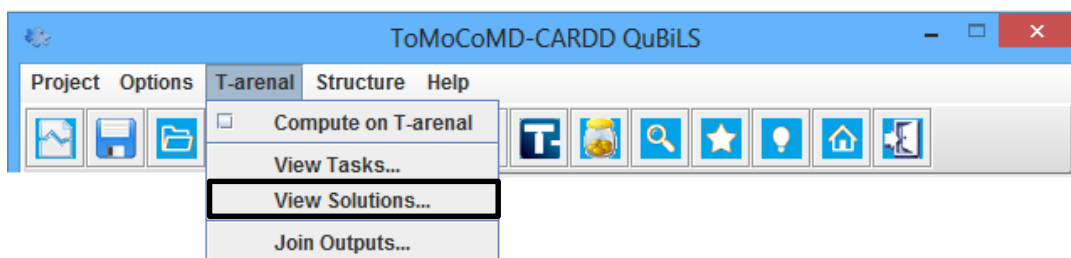 ToMoCoMD-CARDD QuBiLS
Project Options T-arenal Structure Help
Compute on T-arenal
T-
View Tasks...
View Solutions...
Join Outputs...